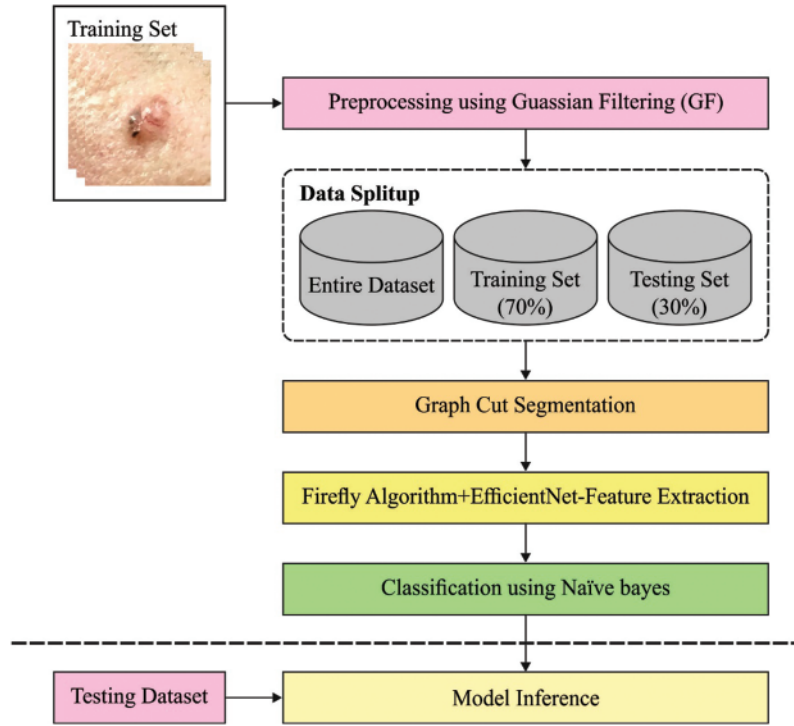 Training Set
Preprocessing using Guassian Filtering (GF)
Data Splitup
Entire Dataset
Training Set
(70%)
Testing Set
(30%)
Graph Cut Segmentation
Firefly Algorithm+EfficientNet-Feature Extraction
Classification using Naïve bayes
Testing Dataset
Model Inference